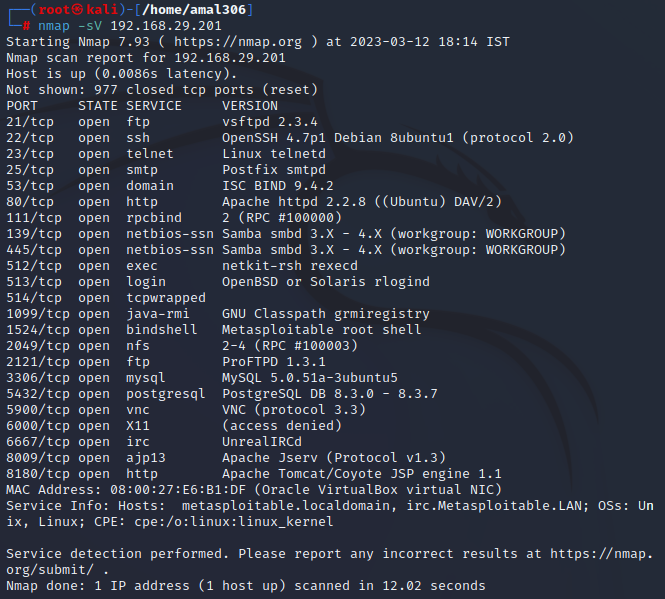 ┌──(root㉿kali)-[/home/amal306]
└─# nmap -sV 192.168.29.201
Starting Nmap 7.93 ( https://nmap.org ) at 2023-03-12 18:14 IST
Nmap scan report for 192.168.29.201
Host is up (0.0086s latency).
Not shown: 977 closed tcp ports (reset)
PORT     STATE SERVICE     VERSION
21/tcp   open  ftp         vsftpd 2.3.4
22/tcp   open  ssh         OpenSSH 4.7p1 Debian 8ubuntu1 (protocol 2.0)
23/tcp   open  telnet      Linux telnetd
25/tcp   open  smtp        Postfix smtpd
53/tcp   open  domain      ISC BIND 9.4.2
80/tcp   open  http        Apache httpd 2.2.8 ((Ubuntu) DAV/2)
111/tcp  open  rpcbind     2 (RPC #100000)
139/tcp  open  netbios-ssn Samba smbd 3.X - 4.X (workgroup: WORKGROUP)
445/tcp  open  netbios-ssn Samba smbd 3.X - 4.X (workgroup: WORKGROUP)
512/tcp  open  exec        netkit-rsh rexecd
513/tcp  open  login       OpenBSD or Solaris rlogind
514/tcp  open  tcpwrapped
1099/tcp open  java-rmi    GNU Classpath grmiregistry
1524/tcp open  bindshell   Metasploitable root shell
2049/tcp open  nfs         2-4 (RPC #100003)
2121/tcp open  ftp         ProFTPD 1.3.1
3306/tcp open  mysql       MySQL 5.0.51a-3ubuntu5
5432/tcp open  postgresql  PostgreSQL DB 8.3.0 - 8.3.7
5900/tcp open  vnc         VNC (protocol 3.3)
6000/tcp open  X11         (access denied)
6667/tcp open  irc         UnrealIRCd
8009/tcp open  ajp13       Apache Jserv (Protocol v1.3)
8180/tcp open  http        Apache Tomcat/Coyote JSP engine 1.1
MAC Address: 08:00:27:E6:B1:DF (Oracle VirtualBox virtual NIC)
Service Info: Hosts:  metasploitable.localdomain, irc.Metasploitable.LAN; OSs: Un
ix, Linux; CPE: cpe:/o:linux:linux_kernel

Service detection performed. Please report any incorrect results at https://nmap.
org/submit/ .
Nmap done: 1 IP address (1 host up) scanned in 12.02 seconds